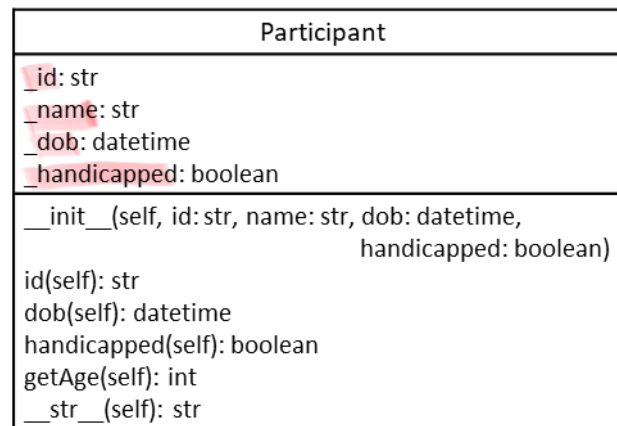 Participant
_id: str
_name: str
_dob: datetime
_handicapped: boolean
__init__(self, id: str, name: str, dob: datetime,
handicapped: boolean)
id(self): str
dob(self): datetime
handicapped(self): boolean
getAge(self): int
__str__(self): str